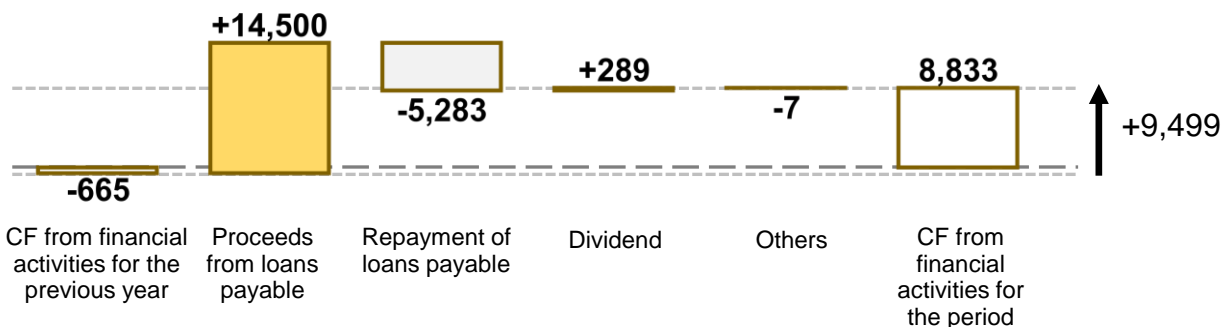 +14,500
+289
8,833
-5,283
-7
+9,499
-665
CF from financial
activities for the
previous year
Proceeds
from loans
payable
Repayment of
loans payable
Dividend
Others
CF from
financial
activities for
the period